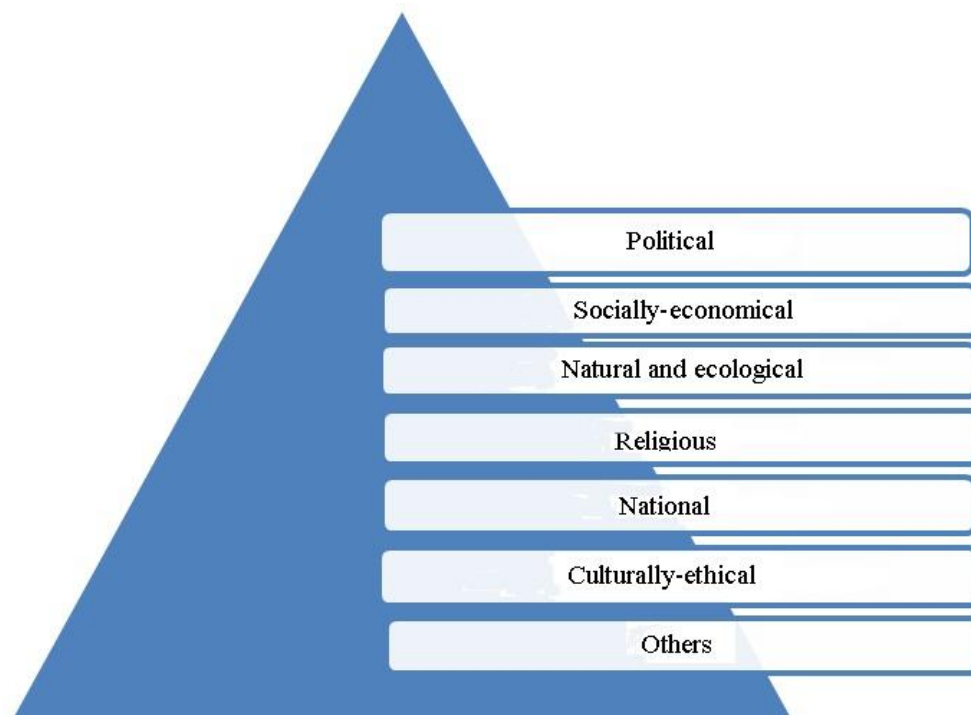 Political
Socially-economical
Natural and ecological
Religious
National
Culturally-ethical
Others